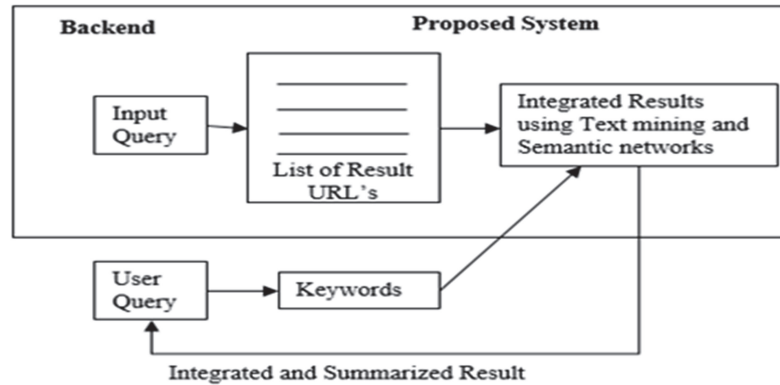 Backend
Proposed System
Input
Query
List of Result
URL's
Integrated Results
using Text mining and
Semantic networks
User
Query
Keywords
Integrated and Summarized Result